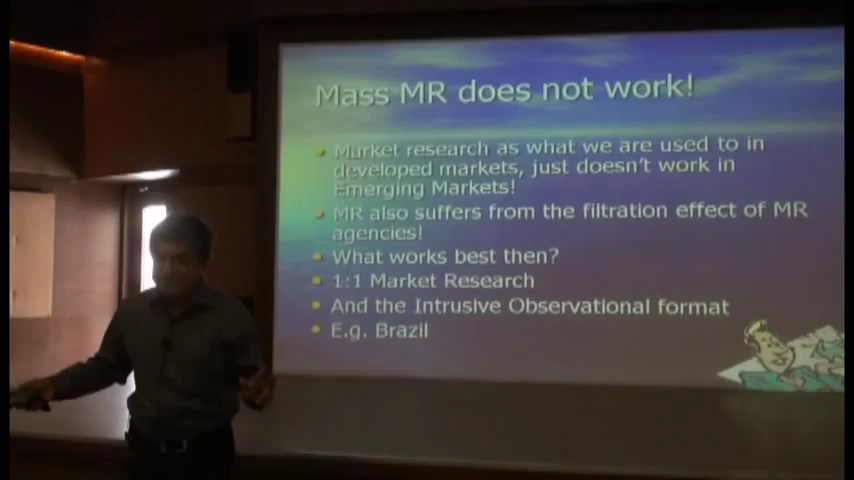 Mass MR does not work!
Market research as what we are used to in
developed markets, just doesn't work in
Emerging Markets!
MR also suffers from the filtration effect of MR
agencies!
What works best then?
1:1 Market Research
And the Intrusive Observational format
E.g. Brazil